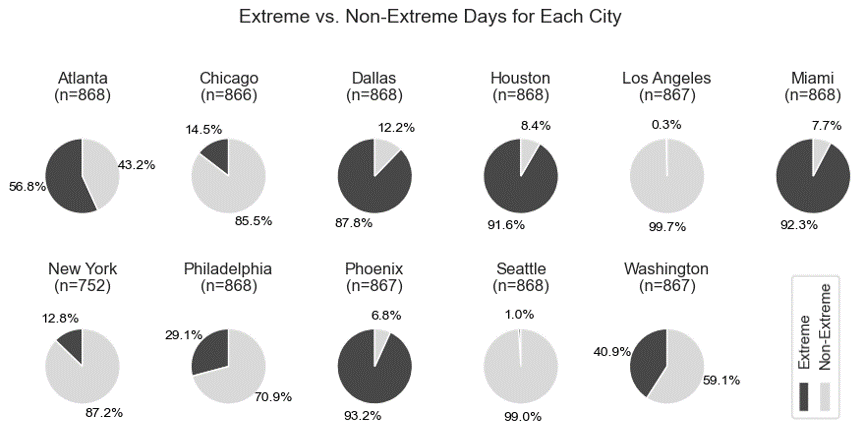 Extreme vs. Non-Extreme Days for Each City
Atlanta
(n=868)
43.2%
56.8%
Chicago
(n=866)
14.5%
85.5%
Dallas
(n=868)
12.2%
87.8%
Houston
(n=868)
8.4%
91.6%
Los Angeles
(n=867)
0.3%
99.7%
Miami
(n=868)
7.7%
92.3%
New York
(n=752)
12.8%
87.2%
Philadelphia
(n=868)
29.1%
70.9%
Phoenix
(n=867)
6.8%
93.2%
Seattle
(n=868)
1.0%
99.0%
Washington
(n=867)
40.9%
59.1%
Extreme
Non-Extreme